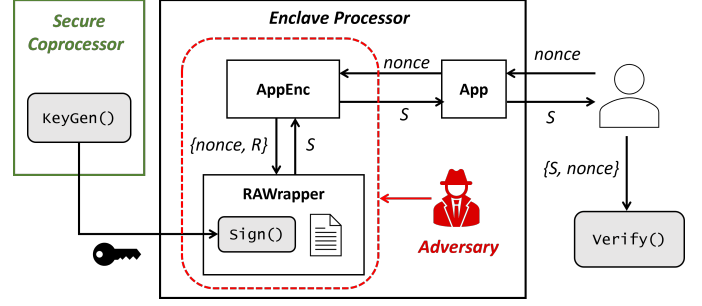 Secure
Coprocessor
KeyGen()
Enclave Processor
AppEnc
nonce
S
App
nonce
S
{nonce, R}
S
RAWrapper
Sign()
Adversary
{S, nonce}
Verify()